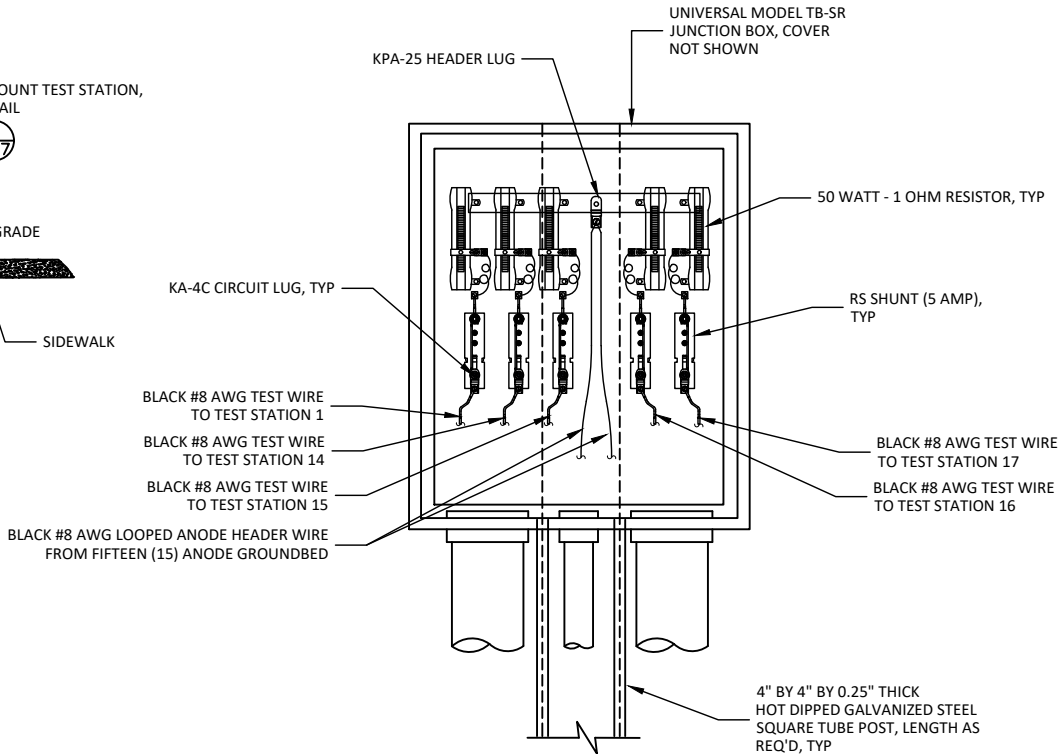 UNIVERSAL MODEL TB-SR
JUNCTION BOX, COVER
NOT SHOWN
KPA-25 HEADER LUG
OUNT TEST STATION,
AIL
7
50 WATT - 1 OHM RESISTOR, TYP
GRADE
KA-4C CIRCUIT LUG, TYP
RS SHUNT (5 AMP),
TYP
SIDEWALK
BLACK #8 AWG TEST WIRE
TO TEST STATION 1
BLACK #8 AWG TEST WIRE
TO TEST STATION 14
BLACK #8 AWG TEST WIRE
TO TEST STATION 15
BLACK #8 AWG LOOPED ANODE HEADER WIRE
FROM FIFTEEN (15) ANODE GROUNDBED
BLACK #8 AWG TEST WIRE
TO TEST STATION 17
BLACK #8 AWG TEST WIRE
TO TEST STATION 16
4" BY 4" BY 0.25" THICK
HOT DIPPED GALVANIZED STEEL
SQUARE TUBE POST, LENGTH AS
REQ'D, TYP